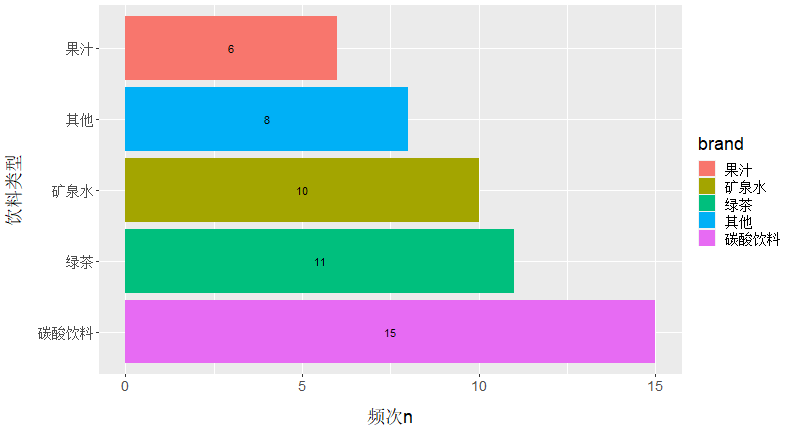 果汁
6
其他
8
矿泉水
10
绿茶
11
碳酸饮料
15
0
5
10
15
频次n
饮料类型
brand
果汁
矿泉水
绿茶
其他
碳酸饮料